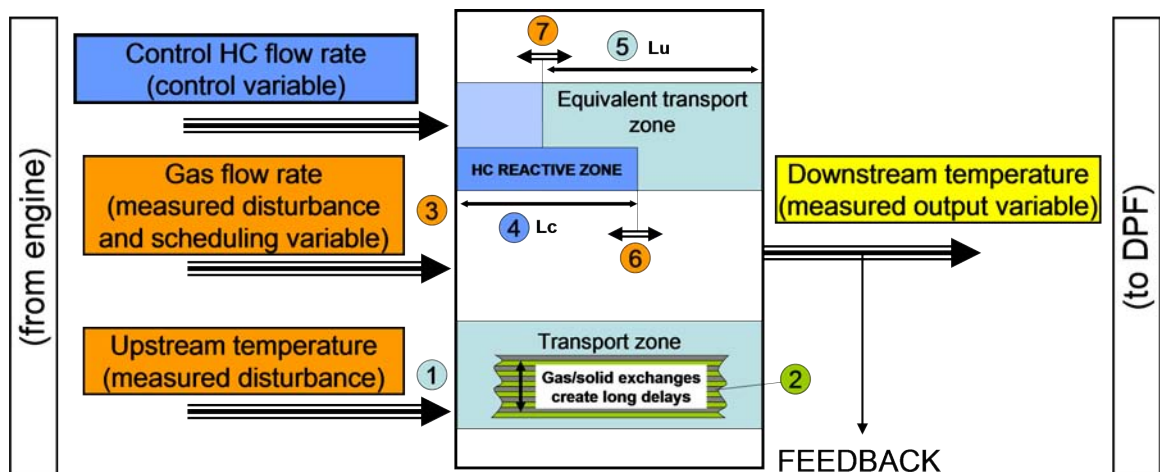 (from engine)
Control HC flow rate
(control variable)
Gas flow rate
(measured disturbance
and scheduling variable)
3
Upstream temperature
(measured disturbance)
1
7
5 Lu
Equivalent transport
zone
HC REACTIVE ZONE
4 Lc
6
Transport zone
Gas/solid exchanges
create long delays
2
Downstream temperature
(measured output variable)
FEEDBACK
(to DPF)